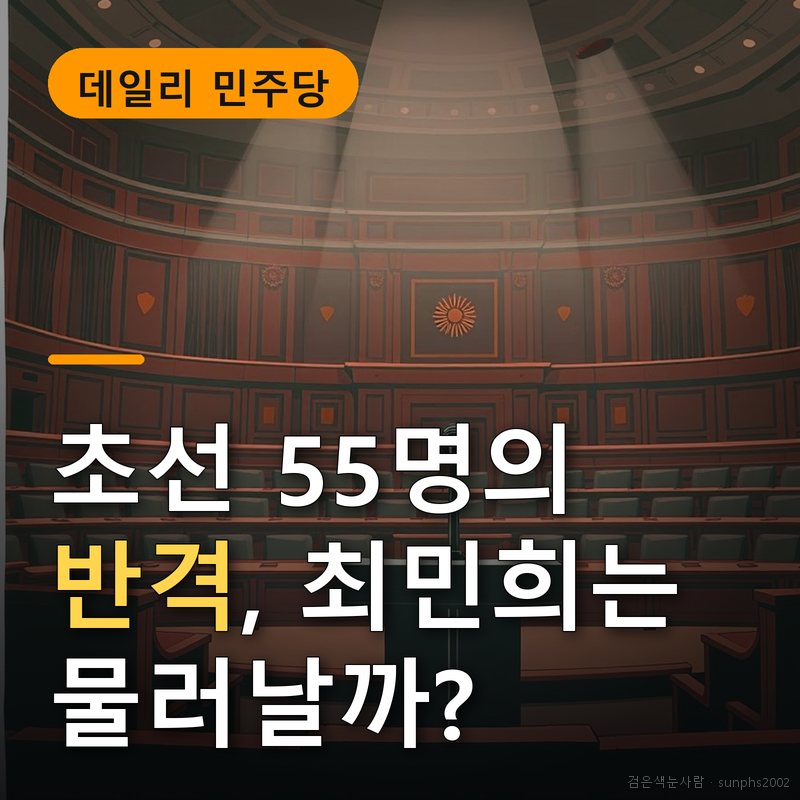 데일리 민주당
초선 55명의
반격, 최민희는
물러날까?
검은색눈사람 · sunphs2002